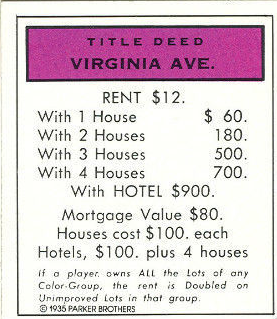 TITLE DEED
VIRGINIA AVE.
RENT $12.
With 1 House $ 60.
With 2 Houses 180.
With 3 Houses 500.
With 4 Houses 700.
With HOTEL $900.
Mortgage Value $80.
Houses cost $100. each
Hotels, $100. plus 4 houses
If a player owns ALL the Lots of any
Color-Group, the rent is Doubled on
Unimproved Lots in that group.
© 1935 PARKER BROTHERS